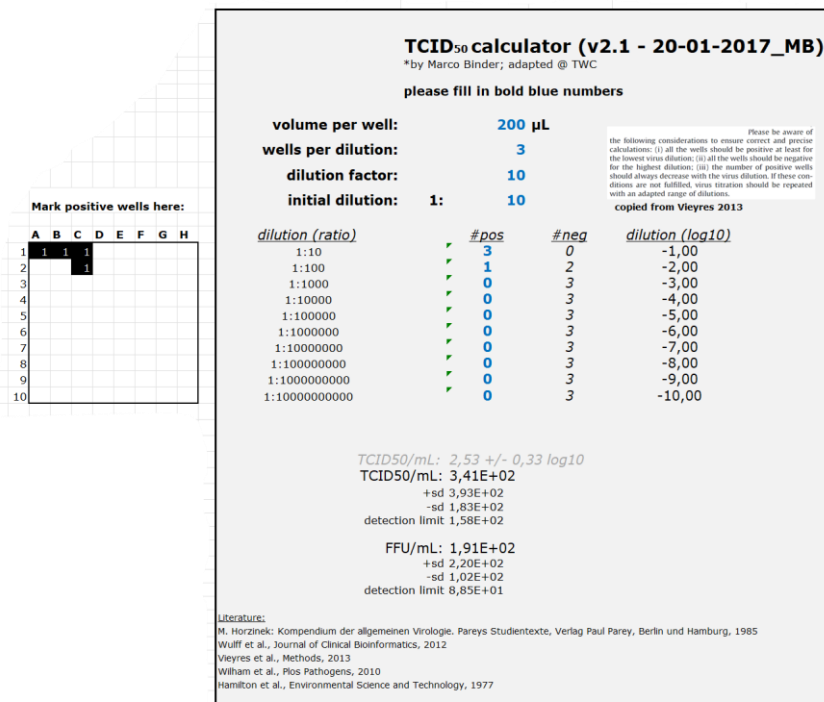 TCID50 calculator (v2.1 - 20-01-2017_MB)
*by Marco Binder; adapted @ TWC
please fill in bold blue numbers
volume per well: 200 µL
wells per dilution: 3
dilution factor: 10
initial dilution: 1: 10
Please be aware of
the following considerations to ensure correct and precise
calculations: (i) all the wells should be positive at least for
the lowest virus dilution; (ii) all the wells should be negative
for the highest dilution; (iii) the number of positive wells
should always decrease with the virus dilution. If these con-
ditions are not fulfilled, virus titration should be repeated
with an adapted range of dilutions.
copied from Vieyres 2013
Mark positive wells here:
A B C D E F G H
1 1 1 1
2 1
3
4
5
6
7
8
9
10
dilution (ratio) #pos #neg dilution (log10)
1:10 3 0 -1,00
1:100 1 2 -2,00
1:1000 0 3 -3,00
1:10000 0 3 -4,00
1:100000 0 3 -5,00
1:1000000 0 3 -6,00
1:10000000 0 3 -7,00
1:100000000 0 3 -8,00
1:1000000000 0 3 -9,00
1:10000000000 0 3 -10,00
TCID50/mL: 2,53 +/- 0,33 log10
TCID50/mL: 3,41E+02
+sd 3,93E+02
-sd 1,83E+02
detection limit 1,58E+02
FFU/mL: 1,91E+02
+sd 2,20E+02
-sd 1,02E+02
detection limit 8,85E+01
Literature:
M. Horzinek: Kompendium der allgemeinen Virologie. Pareys Studientexte, Verlag Paul Parey, Berlin und Hamburg, 1985
Wulff et al., Journal of Clinical Bioinformatics, 2012
Vieyres et al., Methods, 2013
Wilham et al., Plos Pathogens, 2010
Hamilton et al., Environmental Science and Technology, 1977